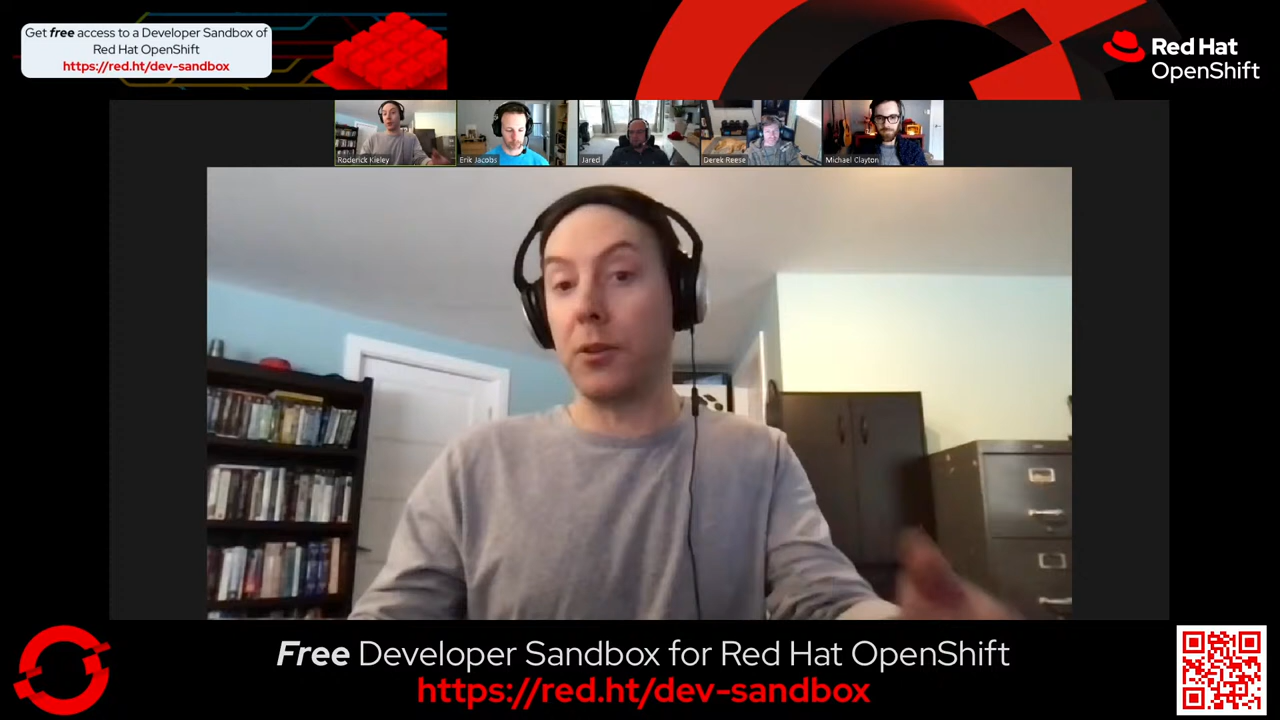 Get free access to a Developer Sandbox of
Red Hat OpenShift
https://red.ht/dev-sandbox
Red Hat
OpenShift
Roderick Kieley
Erik Jacobs
Jared
Derek Reese
Michael Clayton
Free Developer Sandbox for Red Hat OpenShift
https://red.ht/dev-sandbox